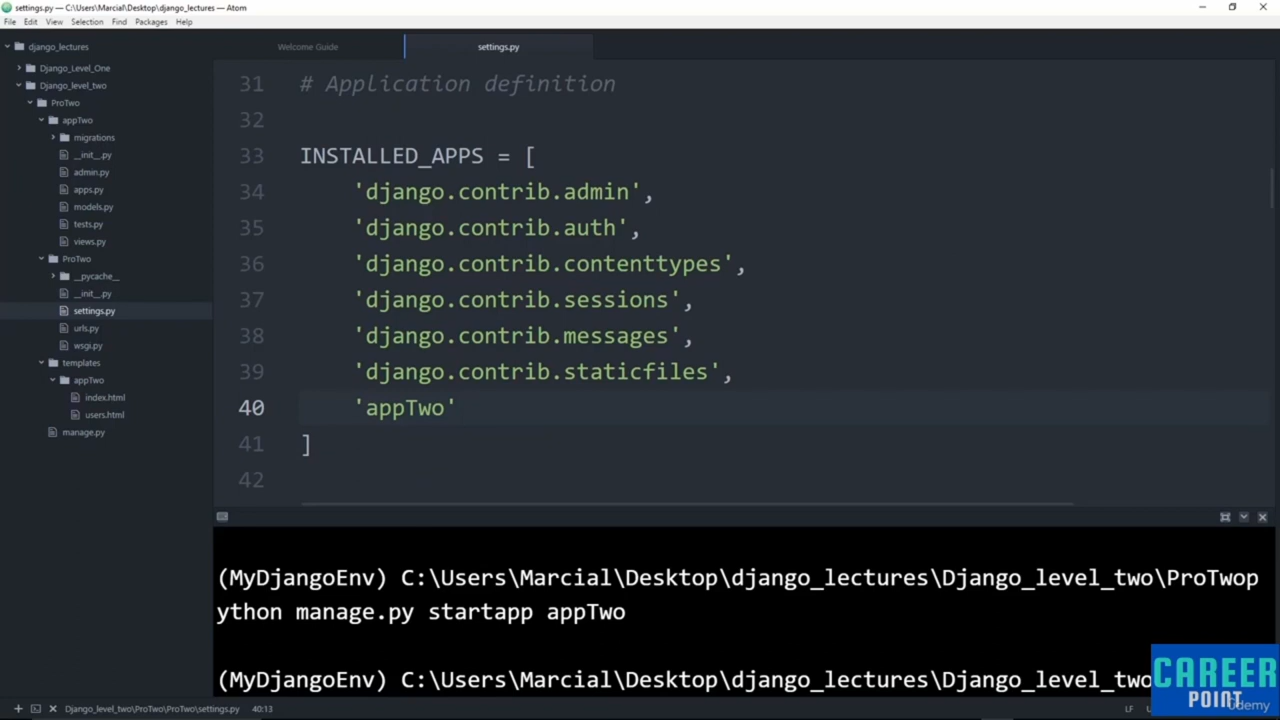 settings.py — C:\Users\Marcial\Desktop\django_lectures — Atom
File Edit View Selection Find Packages Help
django_lectures
Django_Level_One
Django_level_two
ProTwo
appTwo
migrations
__init__.py
admin.py
apps.py
models.py
tests.py
views.py
ProTwo
__pycache__
__init__.py
settings.py
urls.py
wsgi.py
templates
appTwo
index.html
users.html
manage.py
Welcome Guide settings.py
31 # Application definition
32
33 INSTALLED_APPS = [
34 'django.contrib.admin',
35 'django.contrib.auth',
36 'django.contrib.contenttypes',
37 'django.contrib.sessions',
38 'django.contrib.messages',
39 'django.contrib.staticfiles',
40 'appTwo'
41 ]
42
(MyDjangoEnv) C:\Users\Marcial\Desktop\django_lectures\Django_level_two\ProTwop
ython manage.py startapp appTwo
(MyDjangoEnv) C:\Users\Marcial\Desktop\django_lectures\Django_level_two
CAREER
POINT
Udemy
Django_level_two\ProTwo\ProTwo\settings.py 40:13 LF